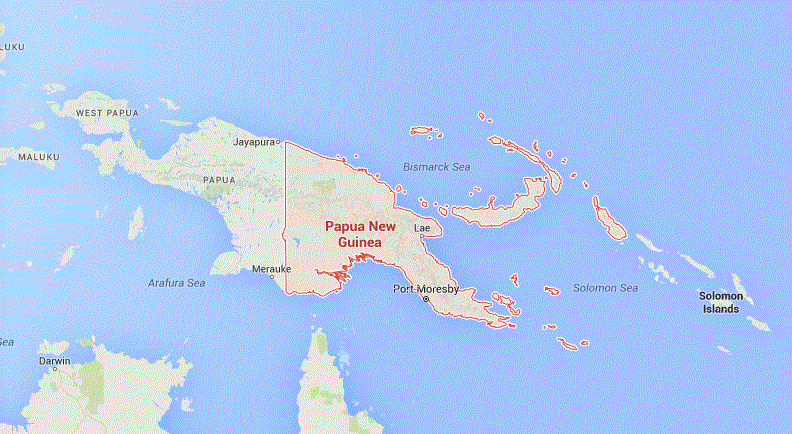 LUKU
WEST PAPUA
Jayapura
MALUKU
PAPUA
Bismarck Sea
Papua New
Guinea
Lae
Merauke
Arafura Sea
Port Moresby
Solomon Sea
Solomon
Islands
Sea
Darwin